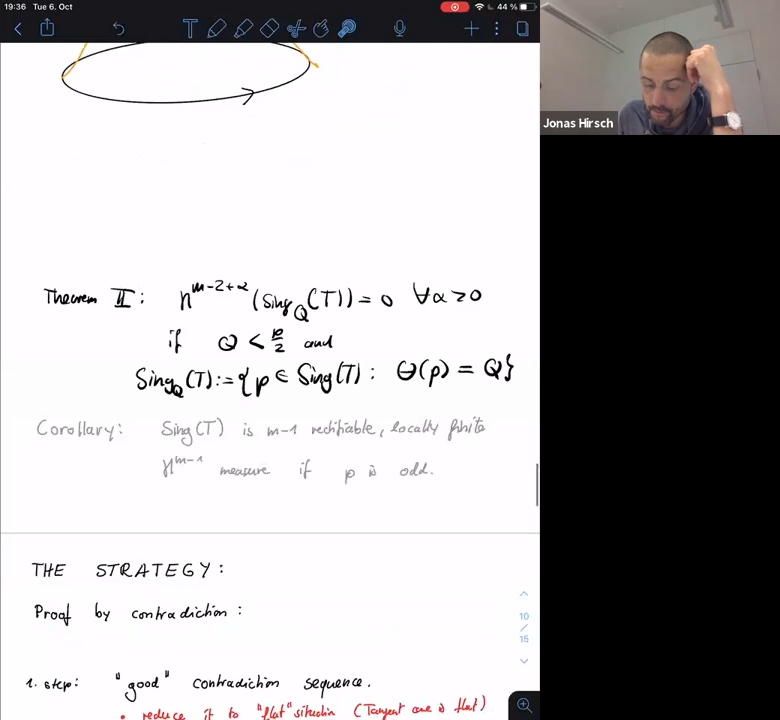 19:36 Tue 6. Oct
44 %
Jonas Hirsch
Theorem II : H^{m-2+α} (Sing_Q(T)) = 0 ∀α>0
if Q < p/2 and
Sing_Q(T) := {p ∈ Sing(T) : Θ(p) = Q}
Corollary: Sing(T) is m-1 rectifiable, locally finite
H^{m-1} measure if p is odd.
THE STRATEGY:
Proof by contradiction :
10
/
15
1. step: "good" contradiction sequence.
• reduce it to "flat" situation (Tangent cone is flat)